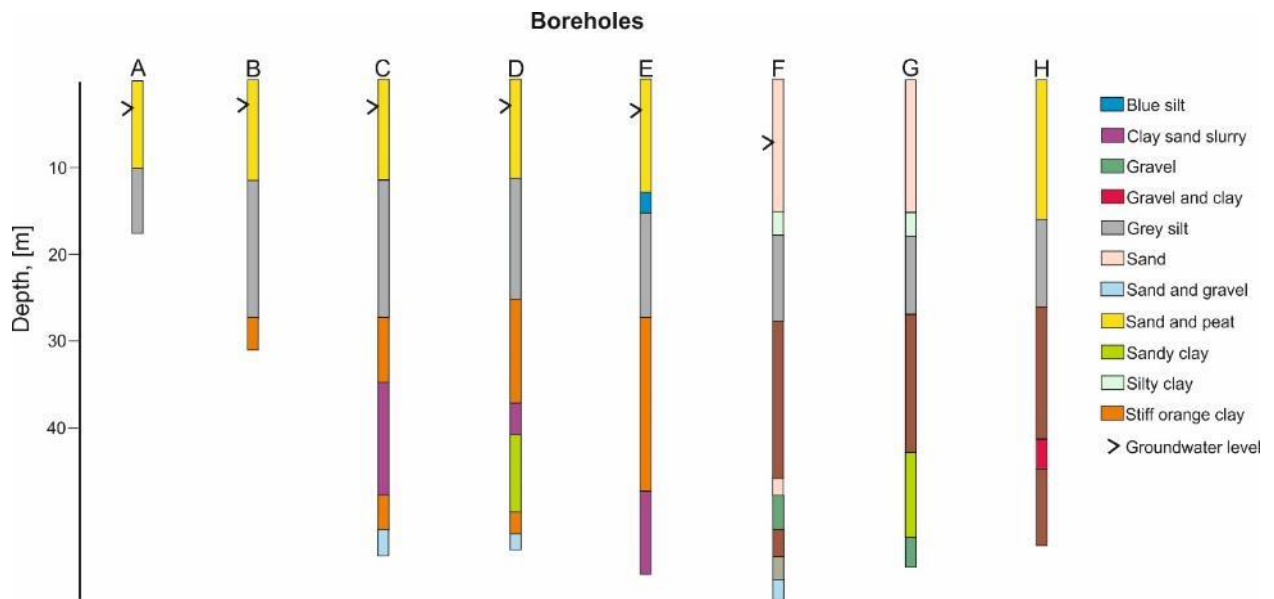 Boreholes
A B C D E F G H
Depth, [m]
10
20
30
40
Blue silt
Clay sand slurry
Gravel
Gravel and clay
Grey silt
Sand
Sand and gravel
Sand and peat
Sandy clay
Silty clay
Stiff orange clay
Groundwater level